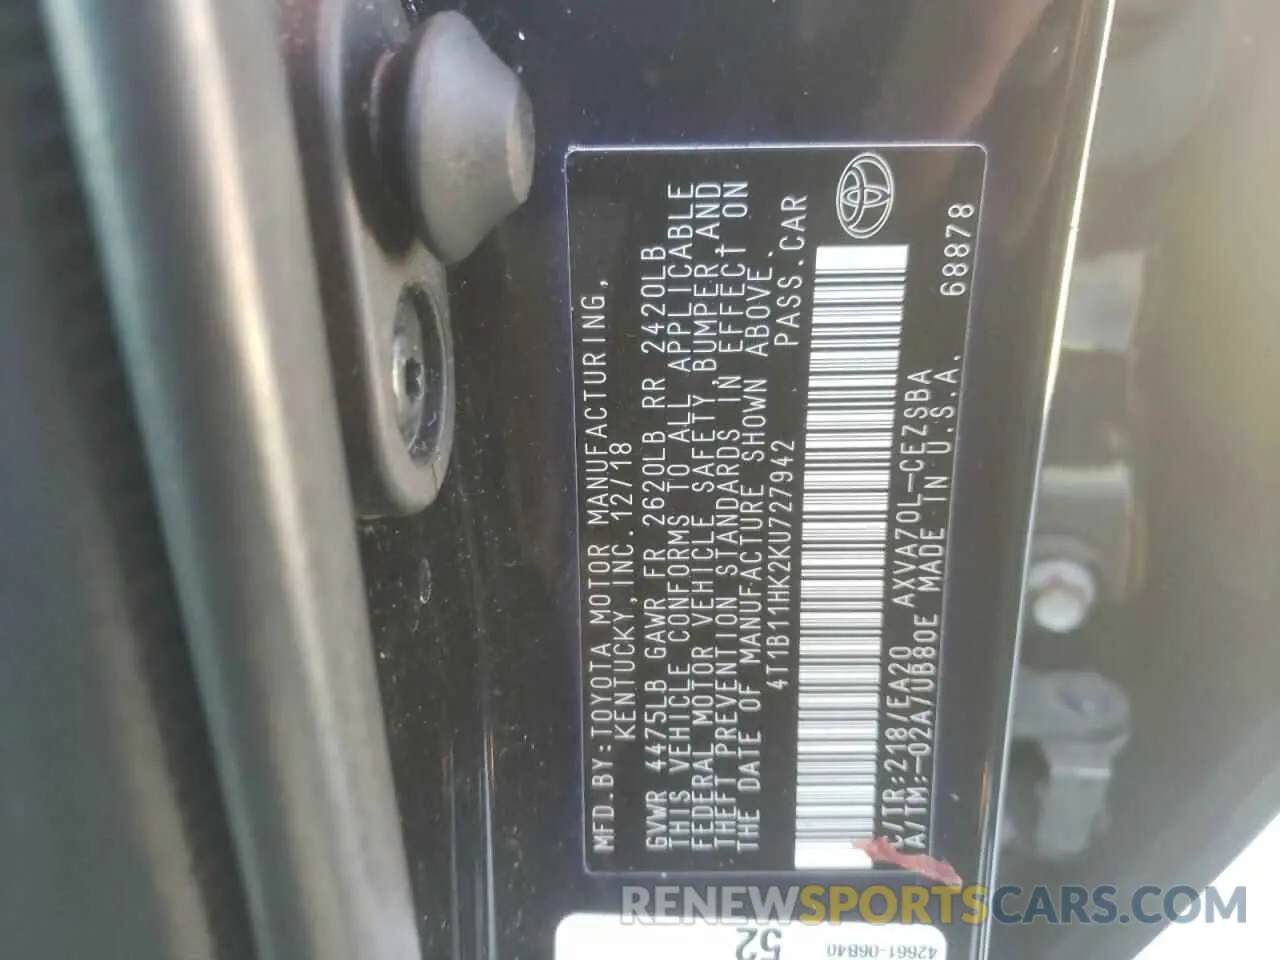 MFD.BY:TOYOTA MOTOR MANUFACTURING,
KENTUCKY, INC. 12/18
GVWR 4475LB GAWR FR 2620LB RR 2420LB
THIS VEHICLE CONFORMS TO ALL APPLICABLE
FEDERAL MOTOR VEHICLE SAFETY, BUMPER, AND
THEFT PREVENTION STANDARDS IN EFFECT ON
THE DATE OF MANUFACTURE SHOWN ABOVE.
4T1B11HK2KU727942 PASS.CAR
C/TR:218/EA20 AXVA70L-CEZSBA
A/TM:-02A/UB80E MADE IN U.S.A. 68878
52
42661-06B40
RENEWSPORTSCARS.COM